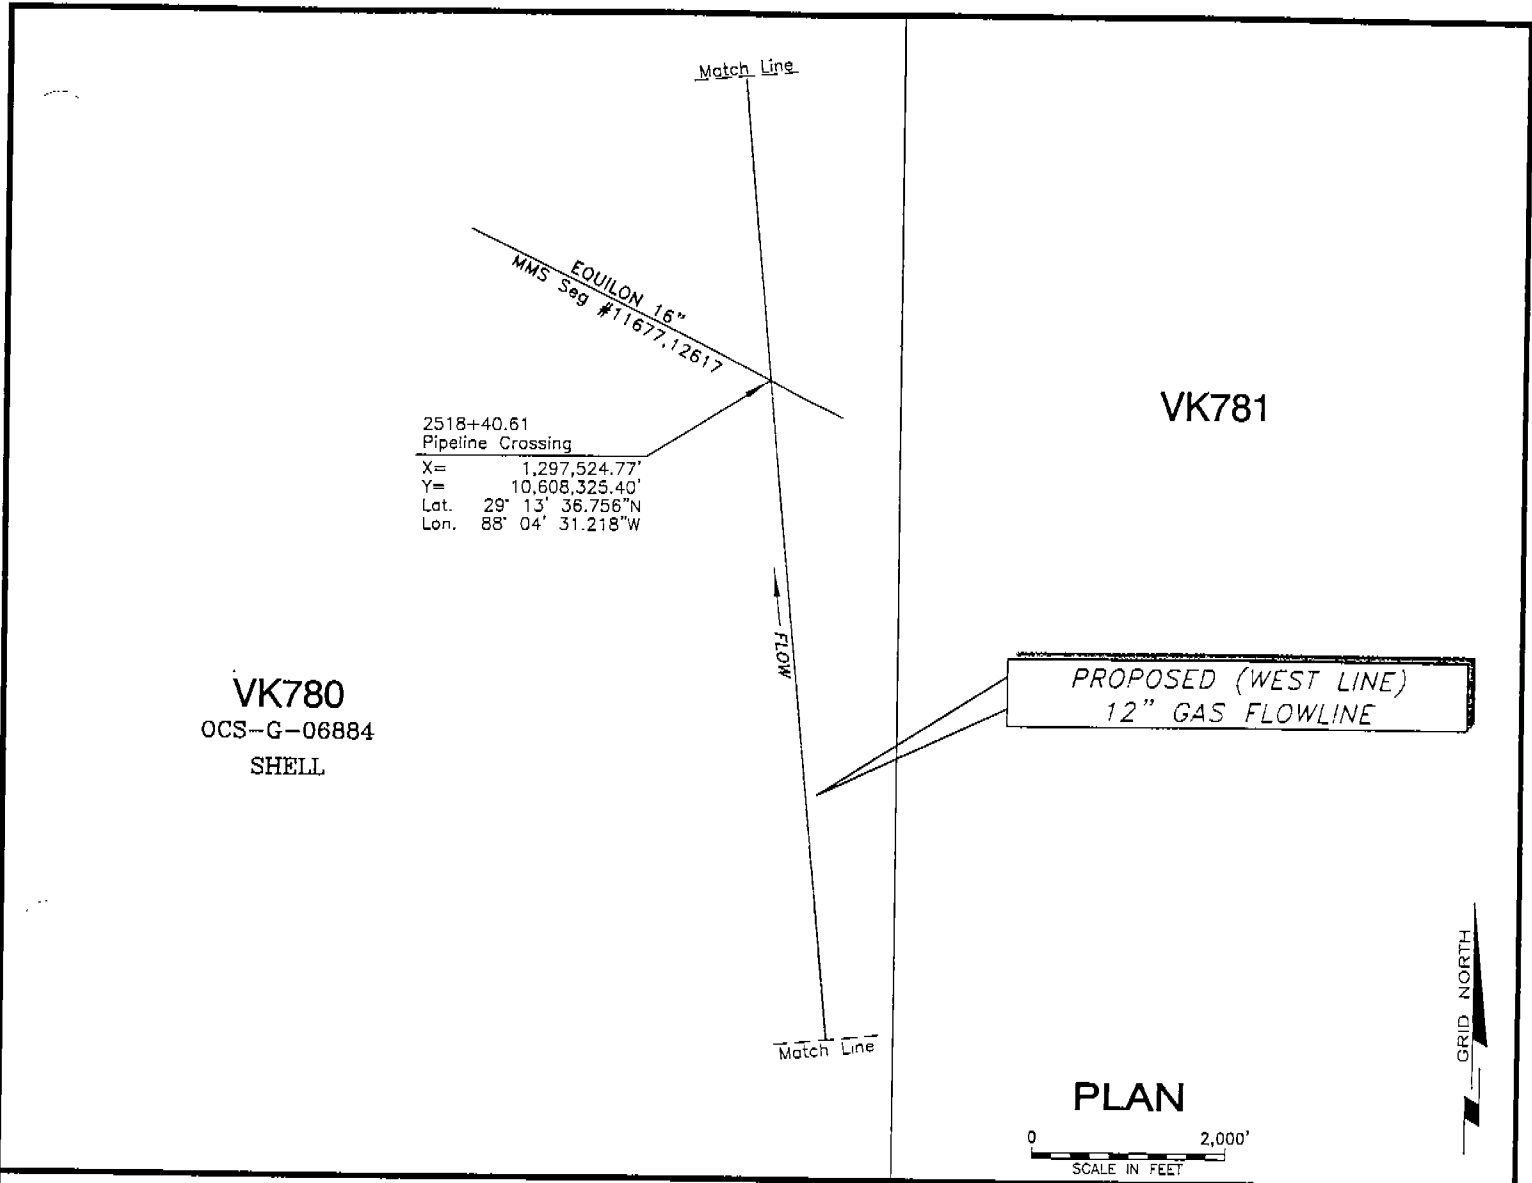 Match Line
EQUILON 16"
MMS Seg #11677,12617
VK781
2518+40.61
Pipeline Crossing
X= 1,297,524.77'
Y= 10,608,325.40'
Lat. 29° 13' 36.756"N
Lon. 88° 04' 31.218"W
FLOW
VK780
OCS-G-06884
SHELL
PROPOSED (WEST LINE)
12" GAS FLOWLINE
GRID NORTH
Match Line
PLAN
0 2,000'
SCALE IN FEET